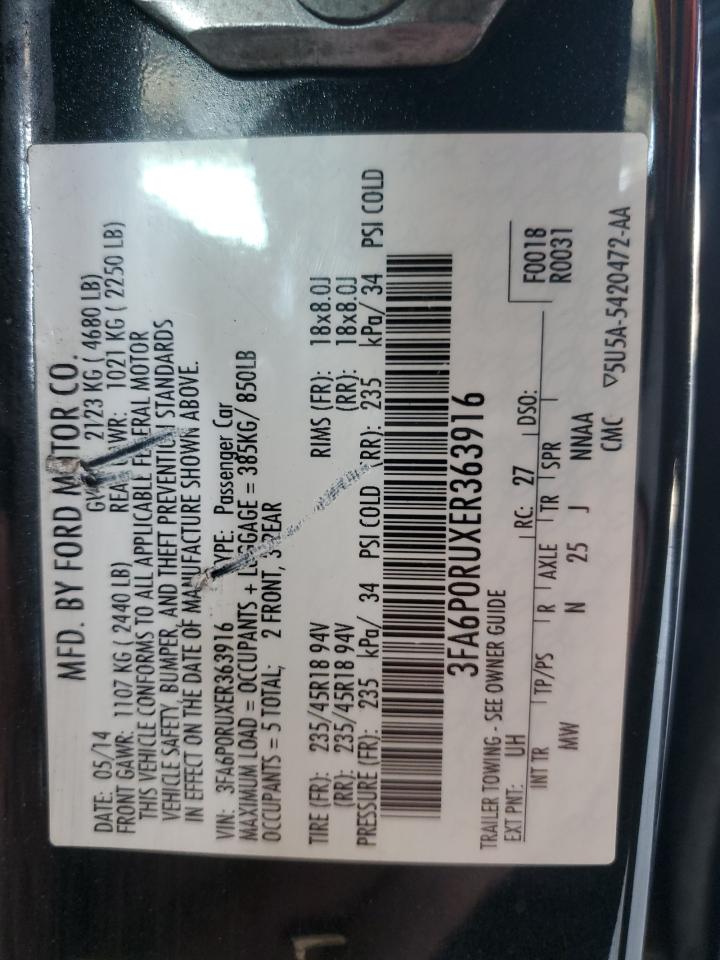 MFD. BY FORD MOTOR CO.
DATE: 05/14 2123 KG ( 4680 LB)
FRONT GAWR: 1107 KG ( 2440 LB) 1021 KG ( 2250 LB)
THIS VEHICLE CONFORMS TO ALL APPLICABLE FEDERAL MOTOR
VEHICLE SAFETY, BUMPER, AND THEFT PREVENTION STANDARDS
IN EFFECT ON THE DATE OF MANUFACTURE SHOWN ABOVE.
VIN: 3FA6P0RUXER363916 TYPE: Passenger Car
MAXIMUM LOAD = OCCUPANTS + LUGGAGE = 385KG/ 850LB
OCCUPANTS = 5 TOTAL; 2 FRONT, 3 REAR
TIRE (FR): 235/45R18 94V RIMS (FR): 18x8.0J
(RR): 235/45R18 94V (RR): 18x8.0J
PRESSURE (FR): 235 kPa/ 34 PSI COLD (RR): 235 kPa/ 34 PSI COLD
3FA6P0RUXER363916
TRAILER TOWING - SEE OWNER GUIDE
F0018
R0031
EXT PNT: UH RC: 27 DSO:
INT TR TP/PS R AXLE TR SPR
MW N 25 J NNAA
CMC ▽5U5A-5420472-AA